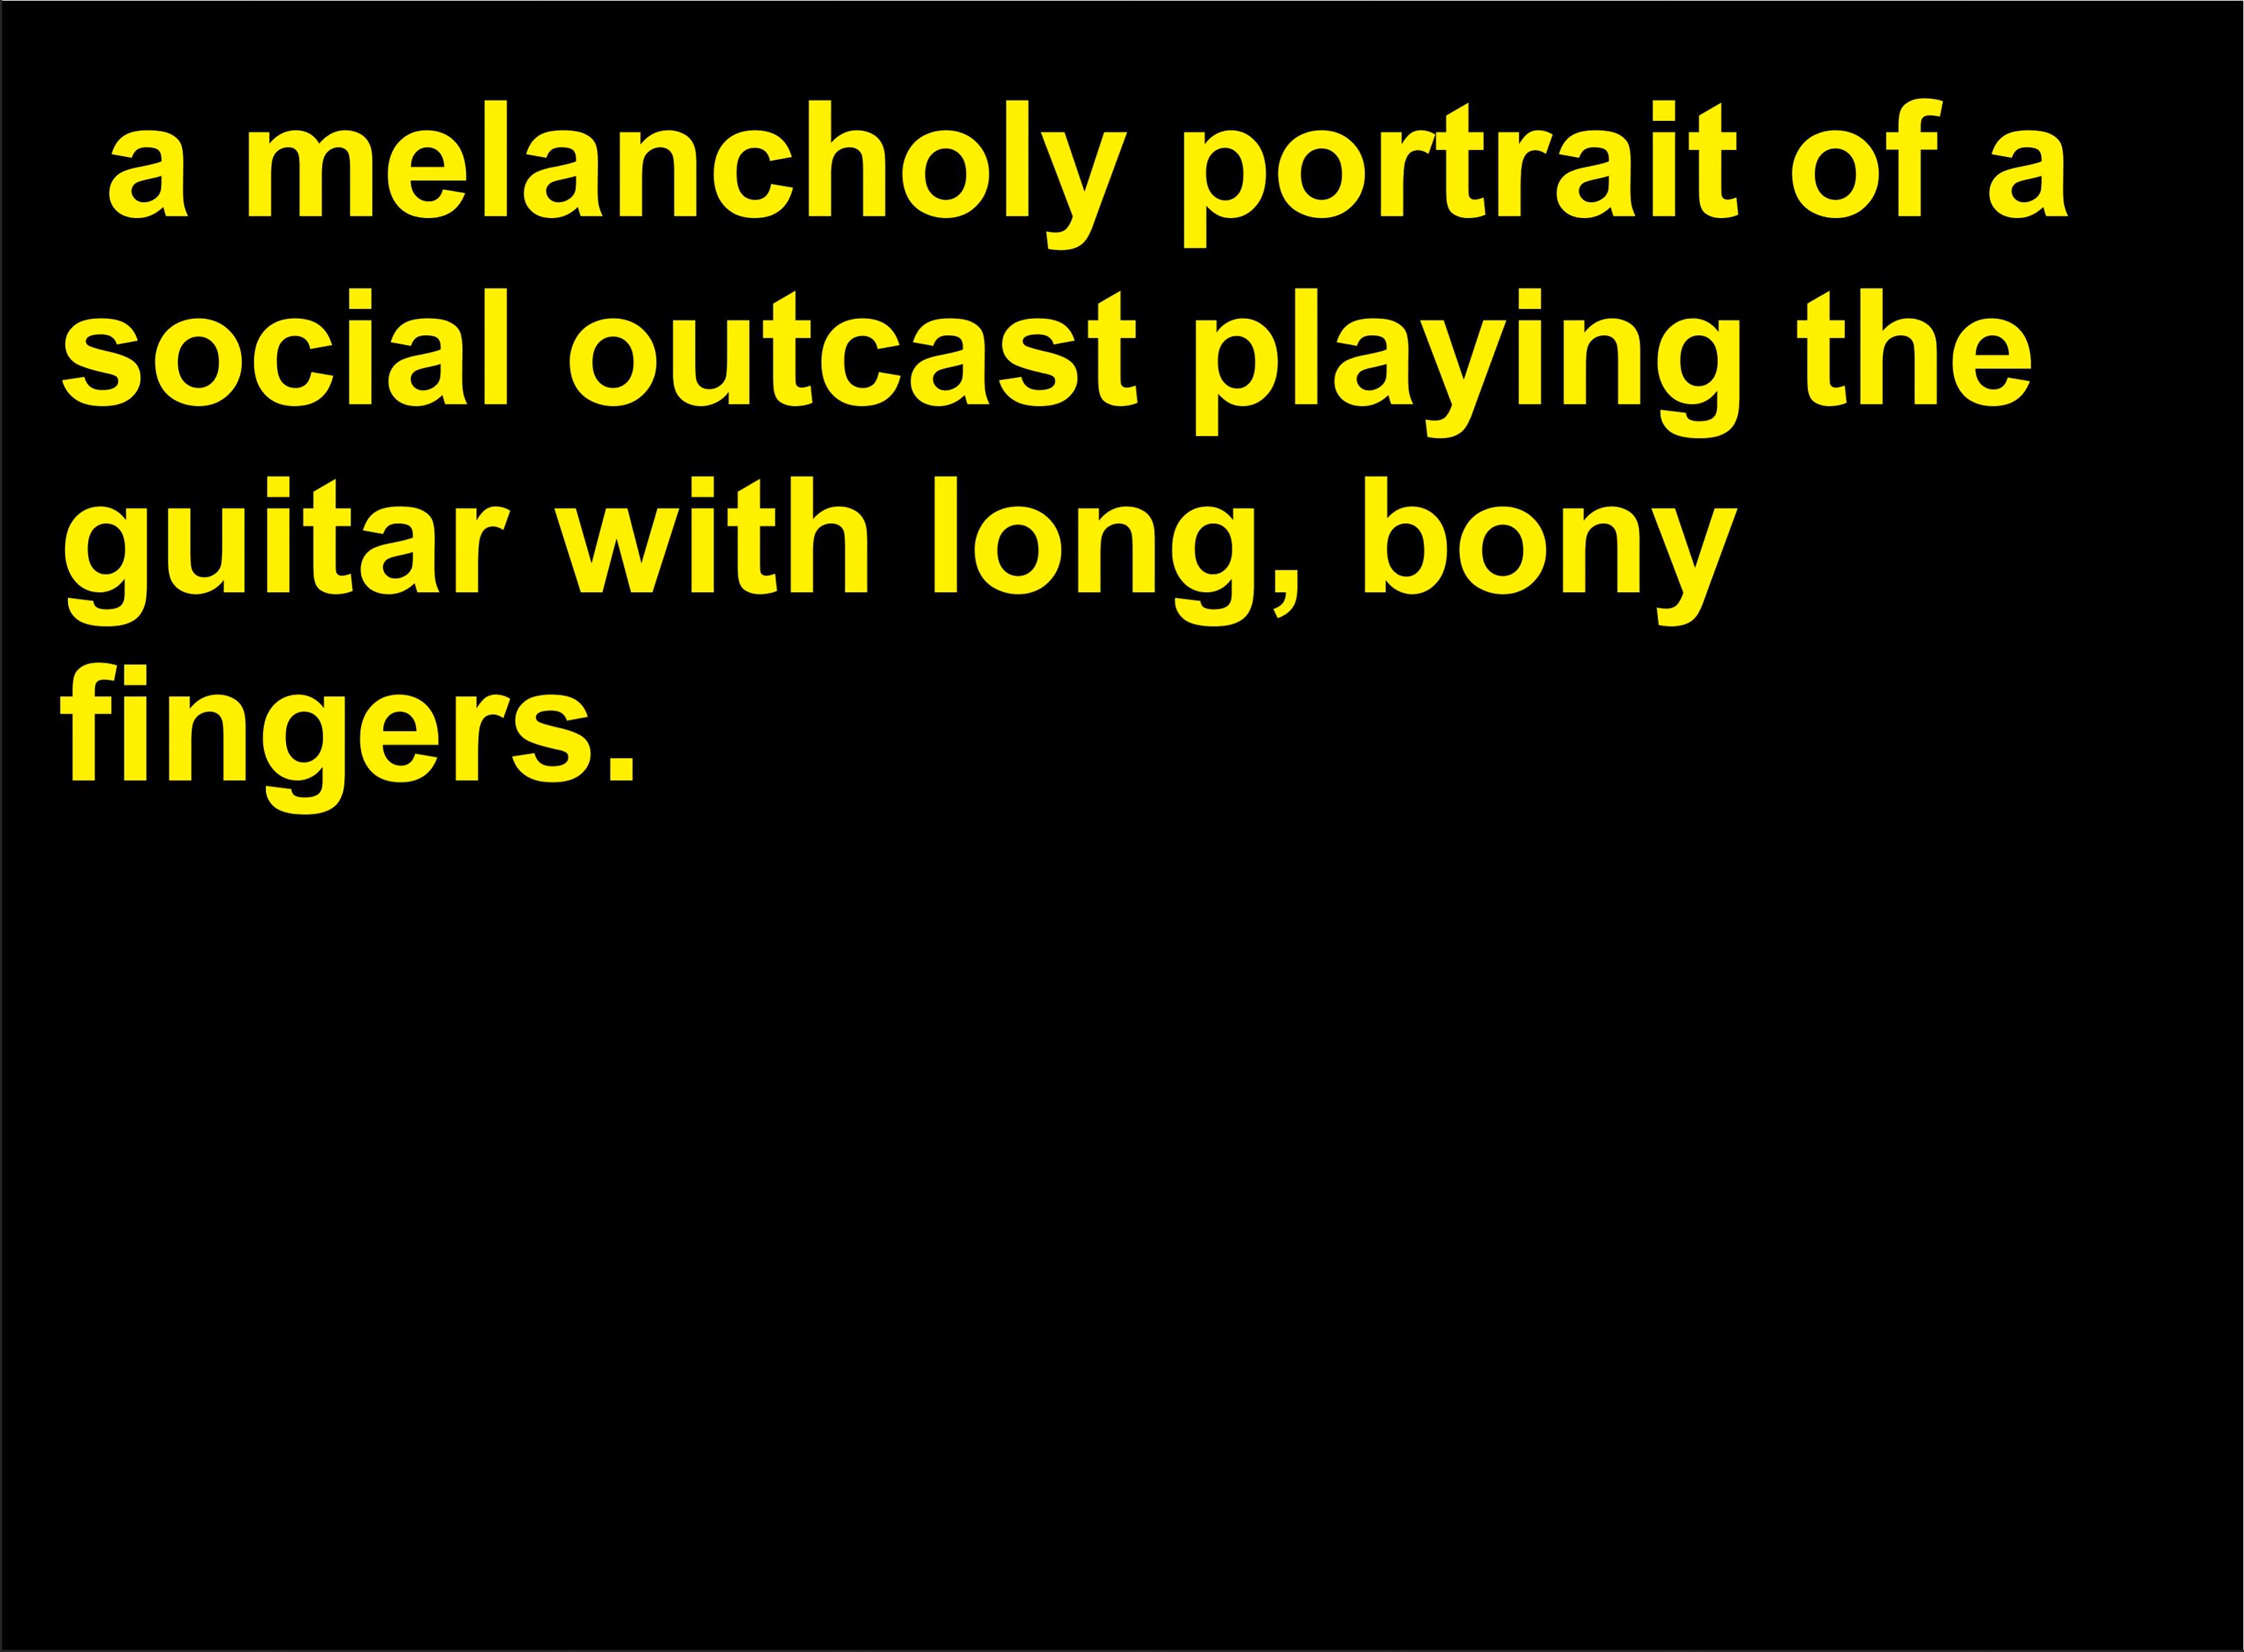 a melancholy portrait of a
social outcast playing the
guitar with long, bony
fingers.